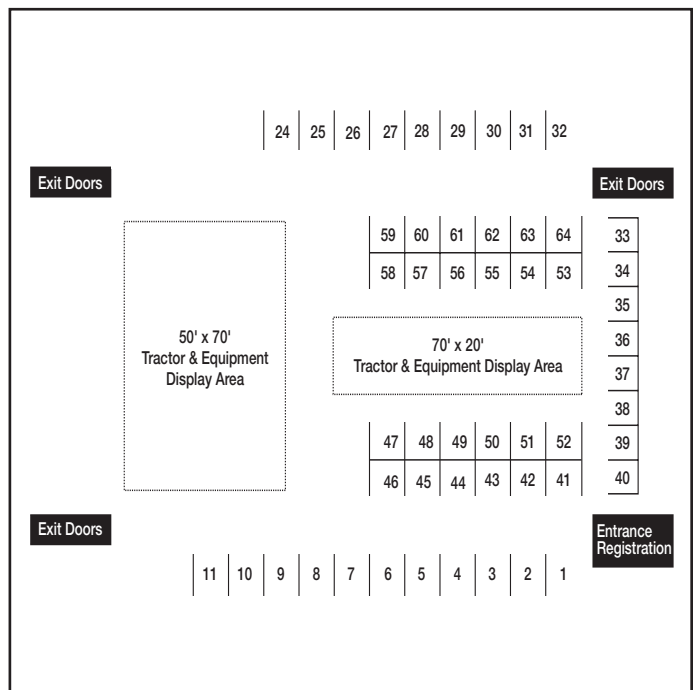 24 25 26 27 28 29 30 31 32
Exit Doors
Exit Doors
59 60 61 62 63 64
58 57 56 55 54 53
33
34
35
36
37
38
39
40
50' x 70'
Tractor & Equipment
Display Area
70' x 20'
Tractor & Equipment Display Area
47 48 49 50 51 52
46 45 44 43 42 41
Exit Doors
Entrance
Registration
11 10 9 8 7 6 5 4 3 2 1